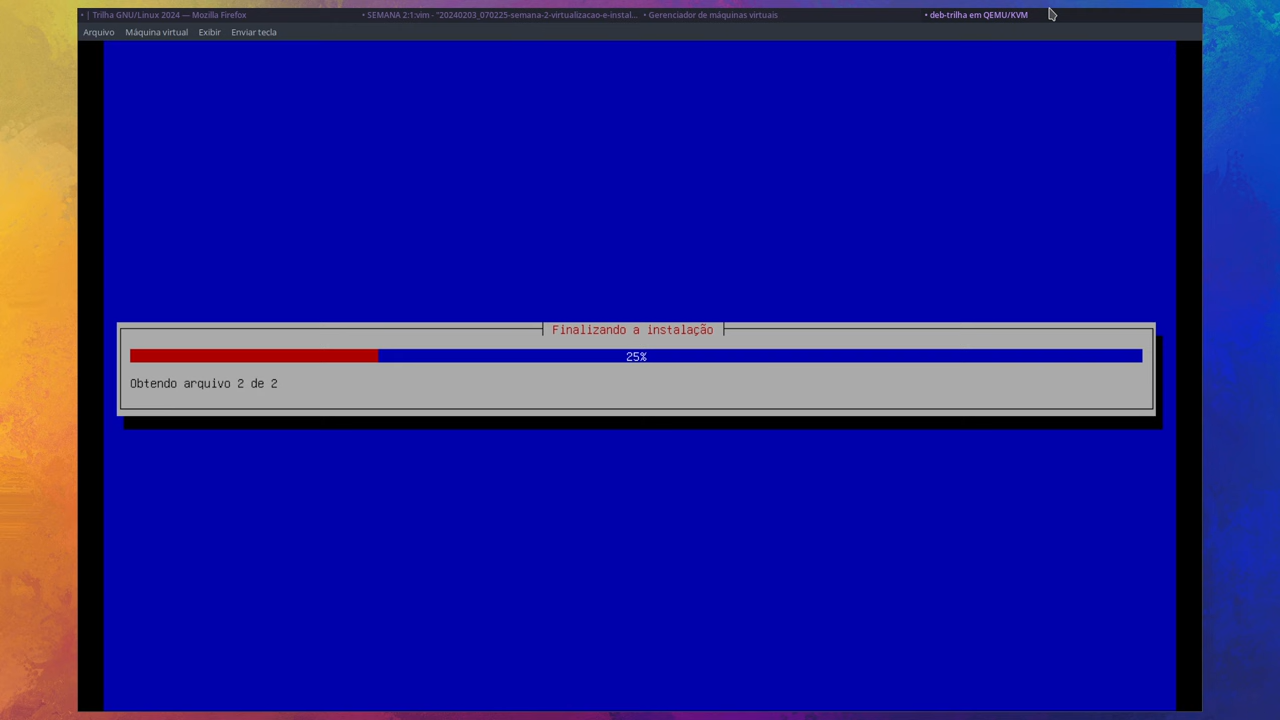 • | Trilha GNU/Linux 2024 — Mozilla Firefox
• SEMANA 2:1:vim - "20240203_070225-semana-2-virtualizacao-e-instal...
• Gerenciador de máquinas virtuais
• deb-trilha em QEMU/KVM
Arquivo Máquina virtual Exibir Enviar tecla
Finalizando a instalação
25%
Obtendo arquivo 2 de 2